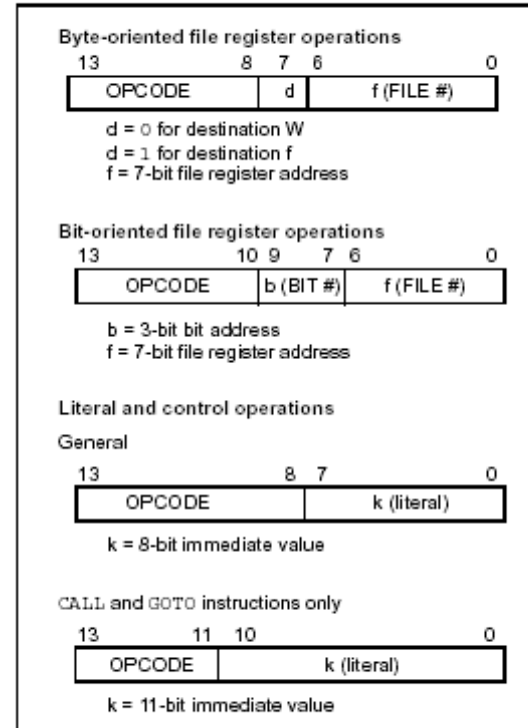 Byte-oriented file register operations
13 8 7 6 0
OPCODE d f (FILE #)
d = 0 for destination W
d = 1 for destination f
f = 7-bit file register address
Bit-oriented file register operations
13 10 9 7 6 0
OPCODE b (BIT #) f (FILE #)
b = 3-bit bit address
f = 7-bit file register address
Literal and control operations
General
13 8 7 0
OPCODE k (literal)
k = 8-bit immediate value
CALL and GOTO instructions only
13 11 10 0
OPCODE k (literal)
k = 11-bit immediate value